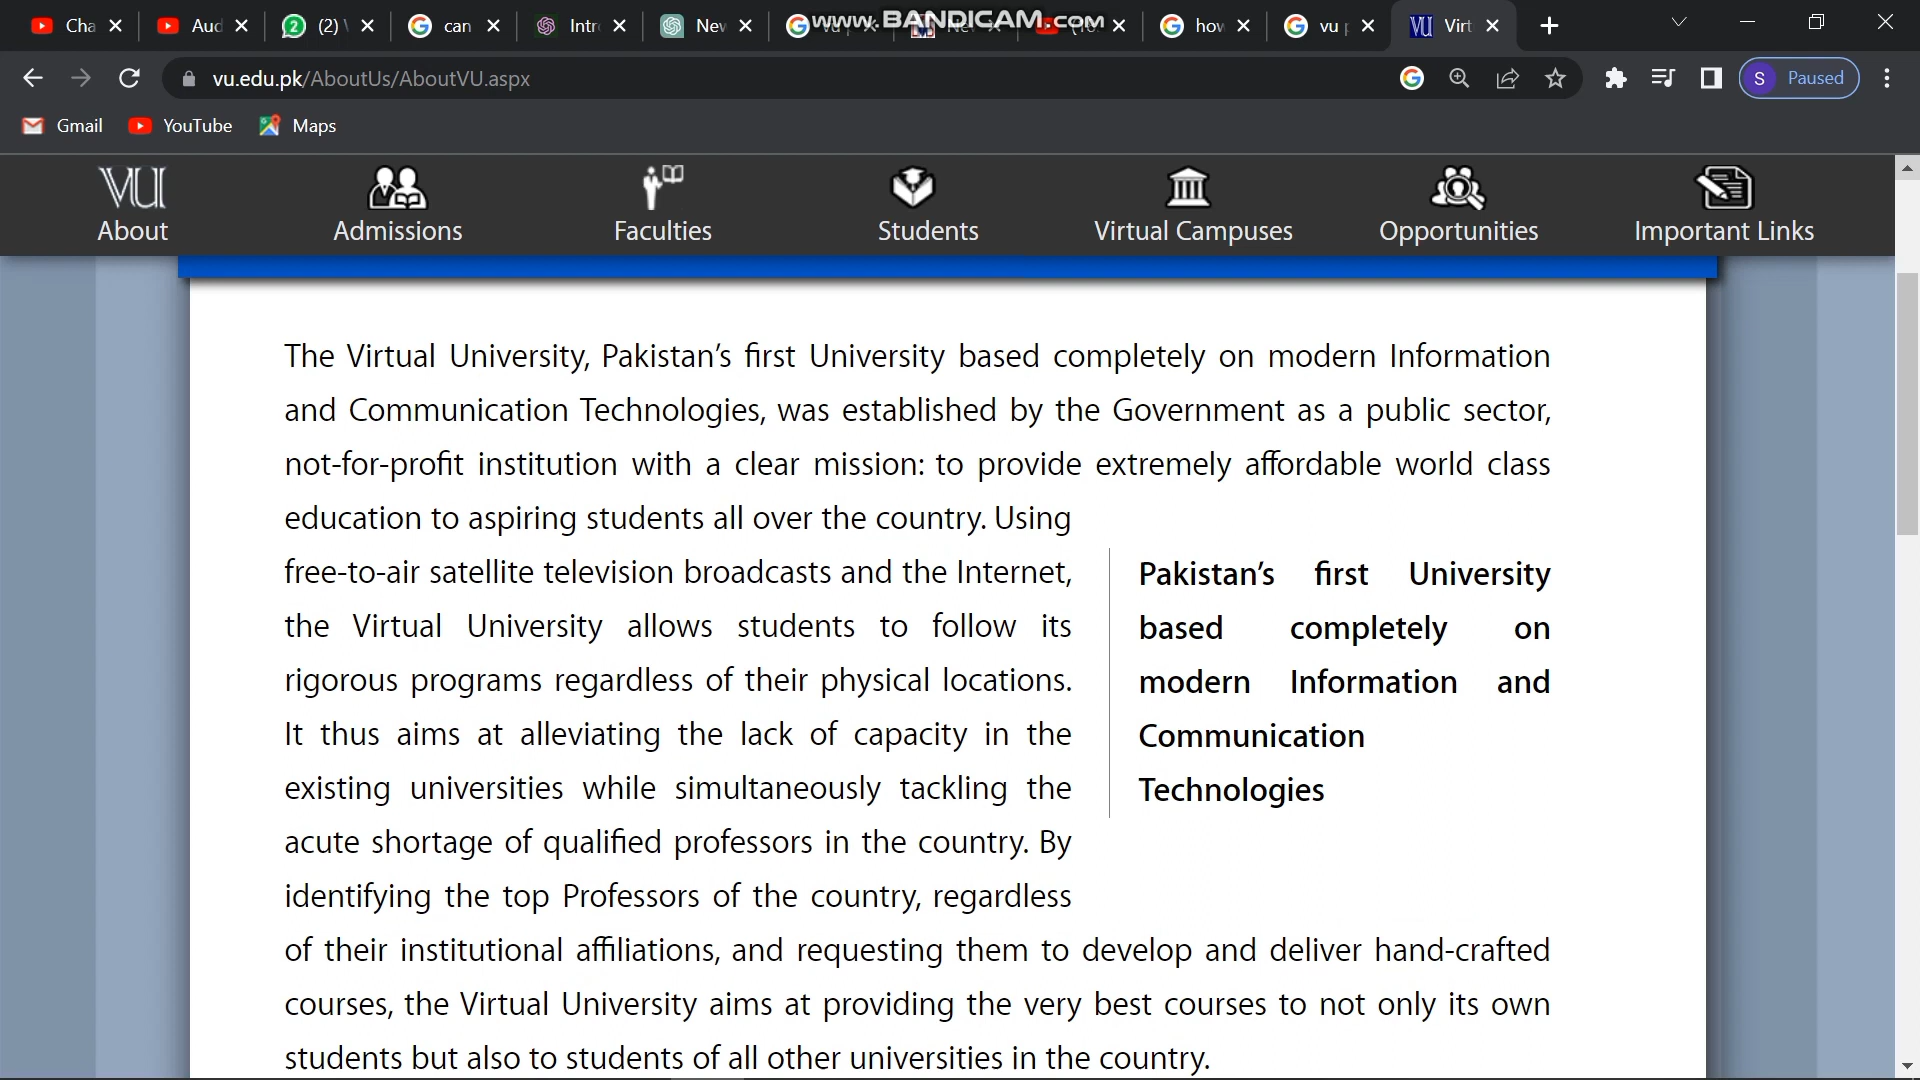 Cha
Aud
(2)
can
Intr
Nev
www.BANDICAM.com
how
vu p
Virt
vu.edu.pk/AboutUs/AboutVU.aspx
S Paused
Gmail
YouTube
Maps
VU
About
Admissions
Faculties
Students
Virtual Campuses
Opportunities
Important Links
The Virtual University, Pakistan’s first University based completely on modern Information
and Communication Technologies, was established by the Government as a public sector,
not-for-profit institution with a clear mission: to provide extremely affordable world class
education to aspiring students all over the country. Using
free-to-air satellite television broadcasts and the Internet,
the Virtual University allows students to follow its
rigorous programs regardless of their physical locations.
It thus aims at alleviating the lack of capacity in the
existing universities while simultaneously tackling the
acute shortage of qualified professors in the country. By
identifying the top Professors of the country, regardless
of their institutional affiliations, and requesting them to develop and deliver hand-crafted
courses, the Virtual University aims at providing the very best courses to not only its own
students but also to students of all other universities in the country.
Pakistan’s first University
based completely on
modern Information and
Communication
Technologies